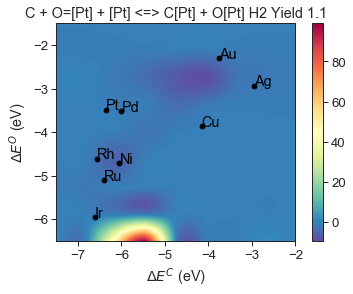 C + O=[Pt] + [Pt] <=> C[Pt] + O[Pt] H2 Yield 1.1
−2
−3
−4
−5
−6
ΔE^O (eV)
Au
Ag
Pt
Pd
Cu
Rh
Ni
Ru
Ir
−7
−6
−5
−4
−3
−2
ΔE^C (eV)
80
60
40
20
0